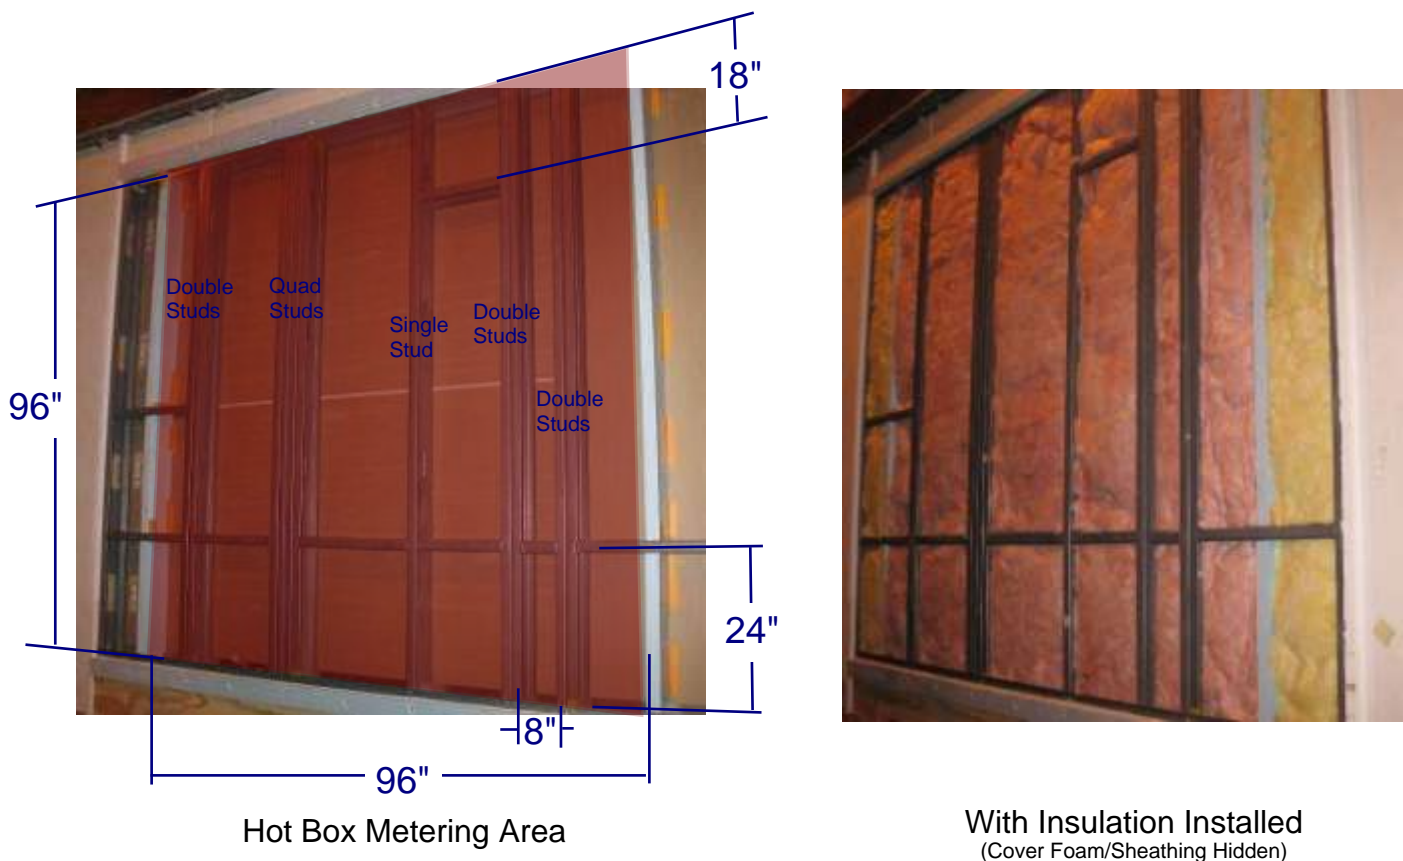 18"
Double
Studs
Quad
Studs
Single
Stud
Double
Studs
96"
Double
Studs
24"
8"
96"
Hot Box Metering Area
With Insulation Installed
(Cover Foam/Sheathing Hidden)